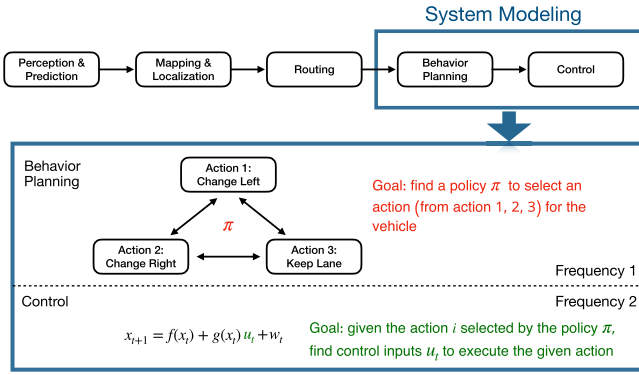 System Modeling
Perception &
Prediction
Mapping &
Localization
Routing
Behavior
Planning
Control
Behavior
Planning
Action 1:
Change Left
π
Action 2:
Change Right
Action 3:
Keep Lane
Goal: find a policy π to select an
action (from action 1, 2, 3) for the
vehicle
Frequency 1
Control
Frequency 2
x_{t+1} = f(x_t) + g(x_t) u_t + w_t
Goal: given the action i selected by the policy π,
find control inputs u_t to execute the given action